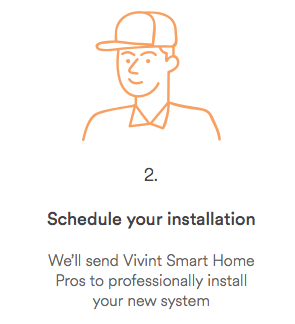 2.
Schedule your installation
We'll send Vivint Smart Home
Pros to professionally install
your new system